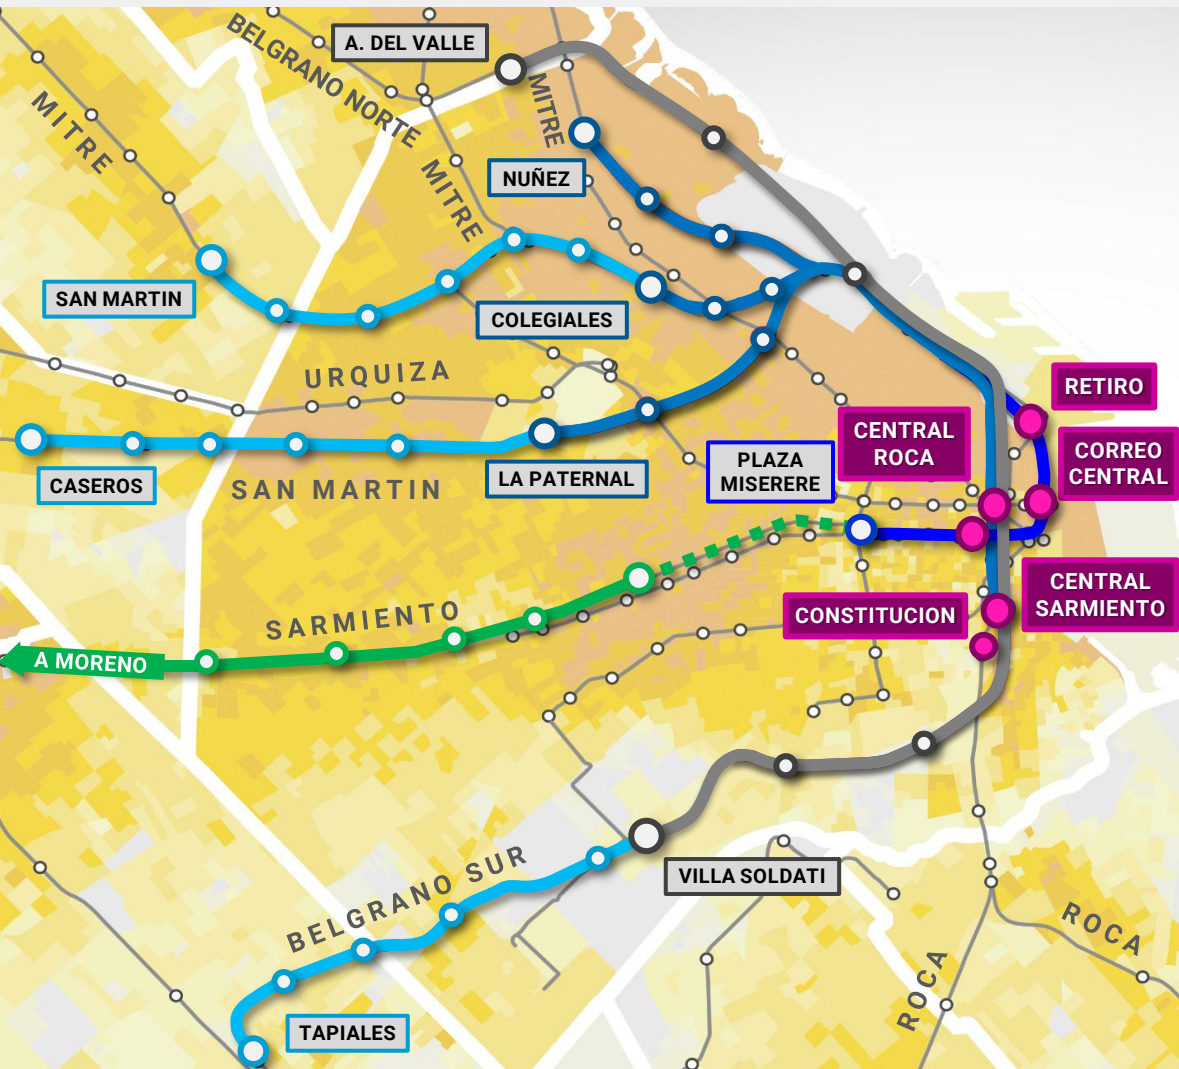 A. DEL VALLE
BELGRANO NORTE
MITRE
MITRE
MITRE
NUÑEZ
SAN MARTIN
COLEGIALES
URQUIZA
RETIRO
CENTRAL
ROCA
CORREO
CENTRAL
PLAZA
MISERERE
LA PATERNAL
CASEROS
SAN MARTIN
CENTRAL
SARMIENTO
CONSTITUCION
SARMIENTO
A MORENO
BELGRANO SUR
VILLA SOLDATI
ROCA
ROCA
TAPIALES